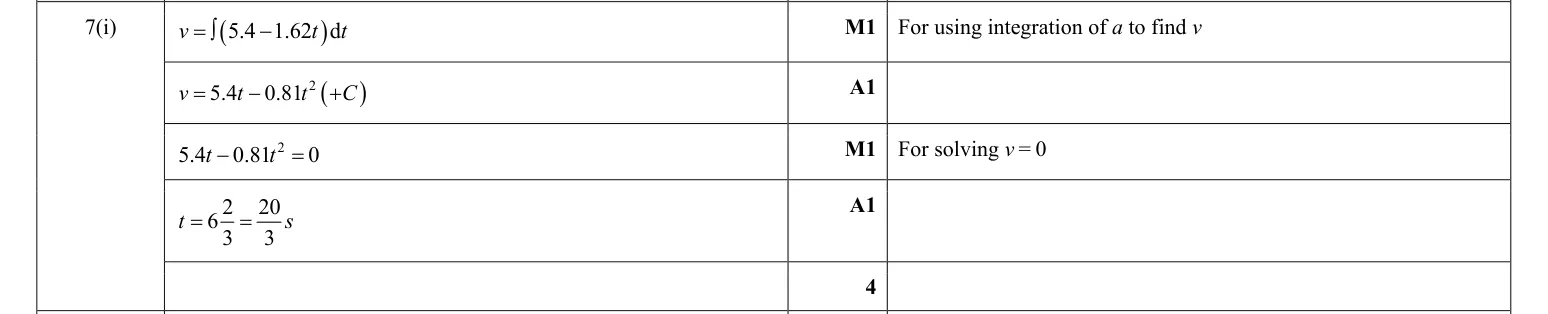 7(i) v = ∫(5.4 − 1.62t)dt M1 For using integration of a to find v
v = 5.4t − 0.81t² (+C) A1
5.4t − 0.81t² = 0 M1 For solving v = 0
t = 6 2/3 = 20/3 s A1
4